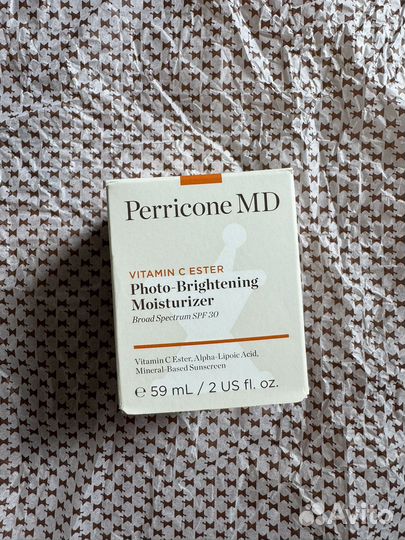 Perricone MD
VITAMIN C ESTER
Photo-Brightening
Moisturizer
Broad Spectrum SPF 30
Vitamin C Ester, Alpha-Lipoic Acid,
Mineral-Based Sunscreen
℮ 59 mL / 2 US fl. oz.
Avito